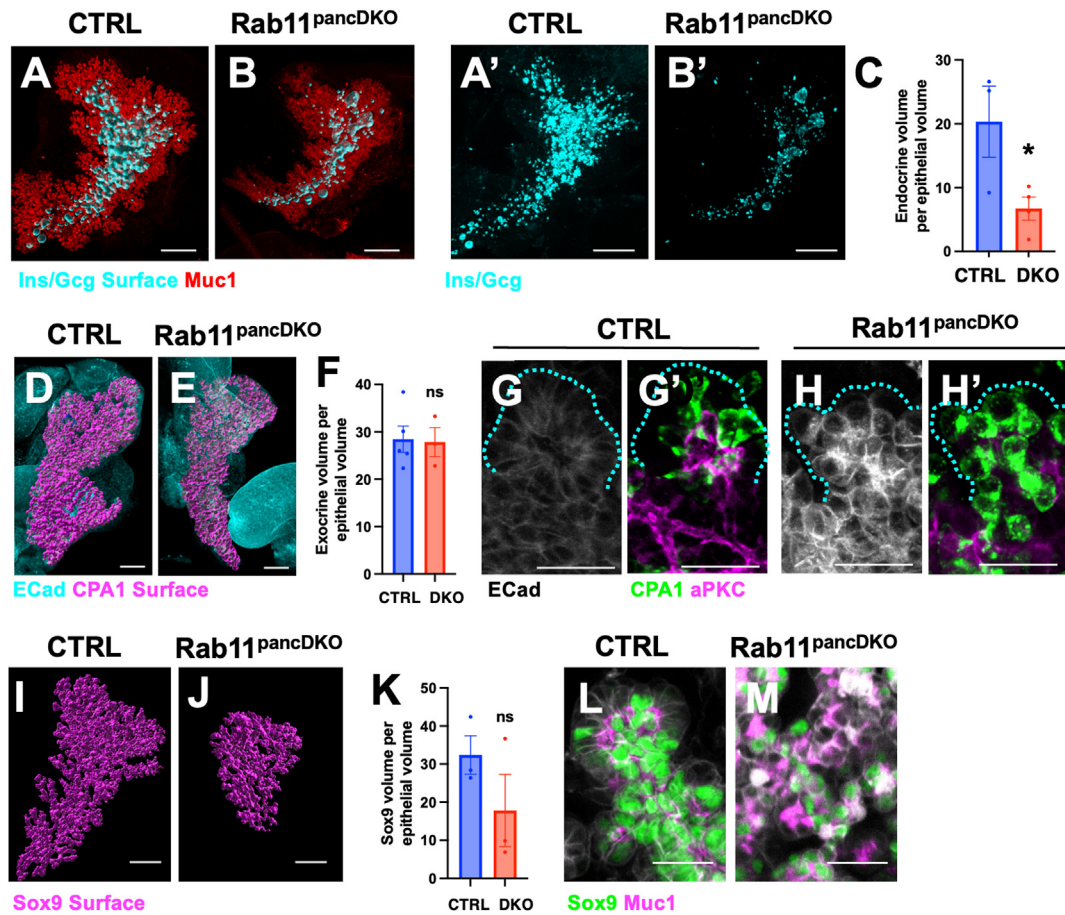 CTRL Rab11pancDKO CTRL Rab11pancDKO
A B A’ B’ C
Ins/Gcg Surface Muc1 Ins/Gcg
Endocrine volume
per epithelial volume
30
20
10
0
*
CTRL DKO
CTRL Rab11pancDKO CTRL Rab11pancDKO
D E F G G’ H H’
Exocrine volume per
epithelial volume
40
30
20
10
0
ns
CTRL DKO
ECad CPA1 Surface ECad CPA1 aPKC
CTRL Rab11pancDKO CTRL Rab11pancDKO
I J K L M
Sox9 volume per
epithelial volume
50
40
30
20
10
0
ns
CTRL DKO
Sox9 Surface Sox9 Muc1